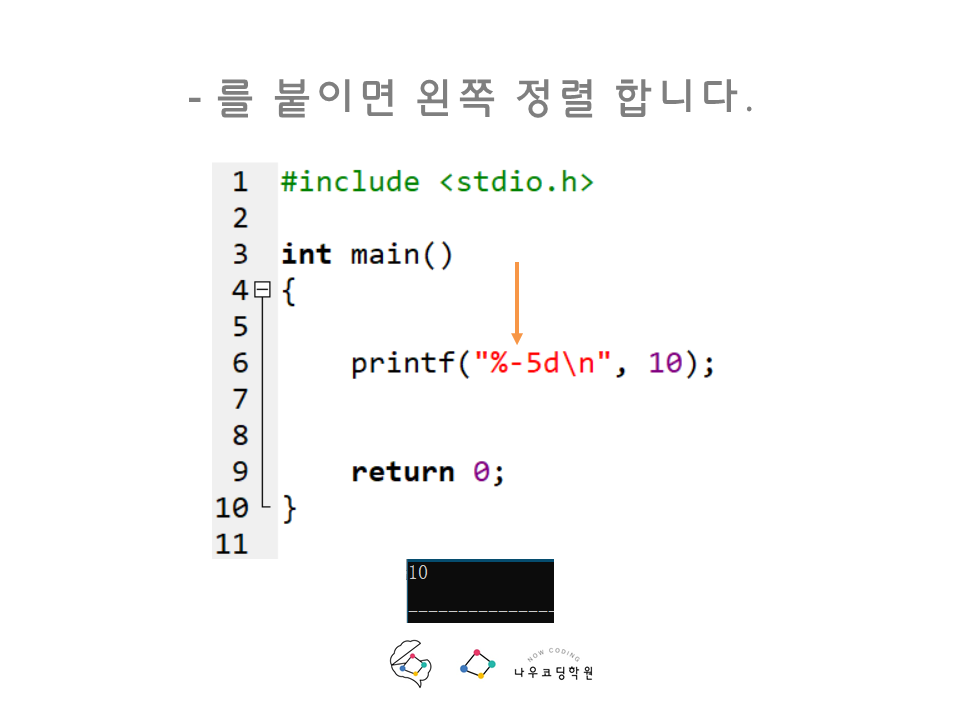 - 를 붙이면 왼쪽 정렬 합니다.
1 #include <stdio.h>
2
3 int main()
4 {
5
6 printf("%-5d\n", 10);
7
8
9 return 0;
10 }
11
10
NOW CODING
나우코딩학원